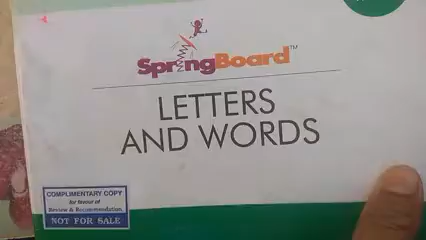 SpringBoard™
LETTERS
AND WORDS
COMPLIMENTARY COPY
for favour of
Review & Recommendation.
NOT FOR SALE